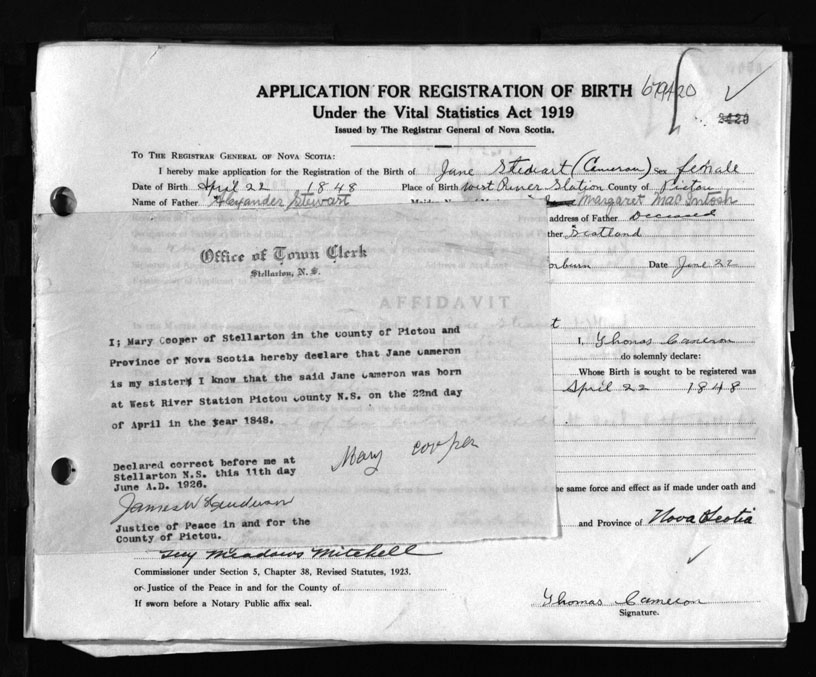 APPLICATION FOR REGISTRATION OF BIRTH 679420
Under the Vital Statistics Act 1919
2420
Issued by The Registrar General of Nova Scotia.
TO THE REGISTRAR GENERAL OF NOVA SCOTIA:
I hereby make application for the Registration of the Birth of Jane Stewart (Cameron) Sex female
Date of Birth April 22 1848 Place of Birth West River Station County of Pictou
Name of Father Alexander Stewart Margaret MacIntosh
address of Father Deceased
Scotland
Date June 22
Office of Town Clerk
Stellarton, N. S.
AFFIDAVIT
I; Mary Cooper of Stellarton in the County of Pictou and
Province of Nova Scotia hereby declare that Jane Cameron
is my sister I know that the said Jane Cameron was born
at West River Station Pictou County N.S. on the 22nd day
of April in the year 1848.
Mary cooper
Declared correct before me at
Stellarton N.S. this 11th day
June A.D. 1926.
James W Henderson
Justice of Peace in and for the
County of Pictou.
I, Thomas Cameron
do solemnly declare:
Whose Birth is sought to be registered was
April 22 1848
the same force and effect as if made under oath and
and Province of Nova Scotia
Guy Meadows Mitchell
Commissioner under Section 5, Chapter 38, Revised Statutes, 1923.
or Justice of the Peace in and for the County of
If sworn before a Notary Public affix seal.
Thomas Cameron
Signature.